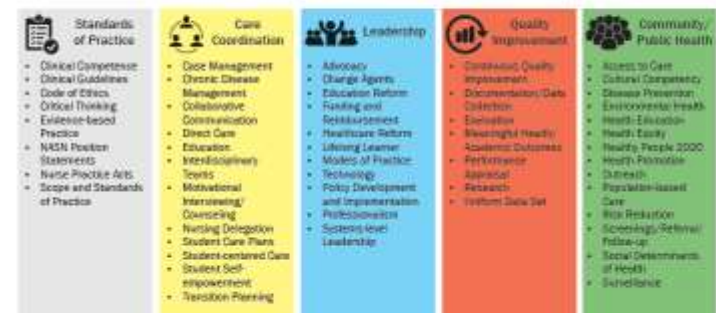 Standards
of Practice
• Clinical Competence
• Clinical Guidelines
• Code of Ethics
• Critical Thinking
• Evidence-based
Practice
• NASN Position
Statements
• Nurse Practice Acts
• Scope and Standards
of Practice
Care
Coordination
• Case Management
• Chronic Disease
Management
• Collaborative
Communication
• Direct Care
• Education
• Interdisciplinary
Teams
• Motivational
Interviewing/
Counseling
• Nursing Delegation
• Student Care Plans
• Student-centered Care
• Student Self-
empowerment
• Transition Planning
Leadership
• Advocacy
• Change Agents
• Education Reform
• Funding and
Reimbursement
• Healthcare Reform
• Lifelong Learner
• Models of Practice
• Technology
• Policy Development
and Implementation
• Professionalism
• Systems-level
Leadership
Quality
Improvement
• Continuous Quality
Improvement
• Documentation/Data
Collection
• Evaluation
• Meaningful Health/
Academic Outcomes
• Performance
Appraisal
• Research
• Uniform Data Set
Community/
Public Health
• Access to Care
• Cultural Competency
• Disease Prevention
• Environmental Health
• Health Education
• Health Equity
• Healthy People 2020
• Health Promotion
• Outreach
• Population-based
Care
• Risk Reduction
• Screenings/Referral/
Follow-up
• Social Determinants
of Health
• Surveillance